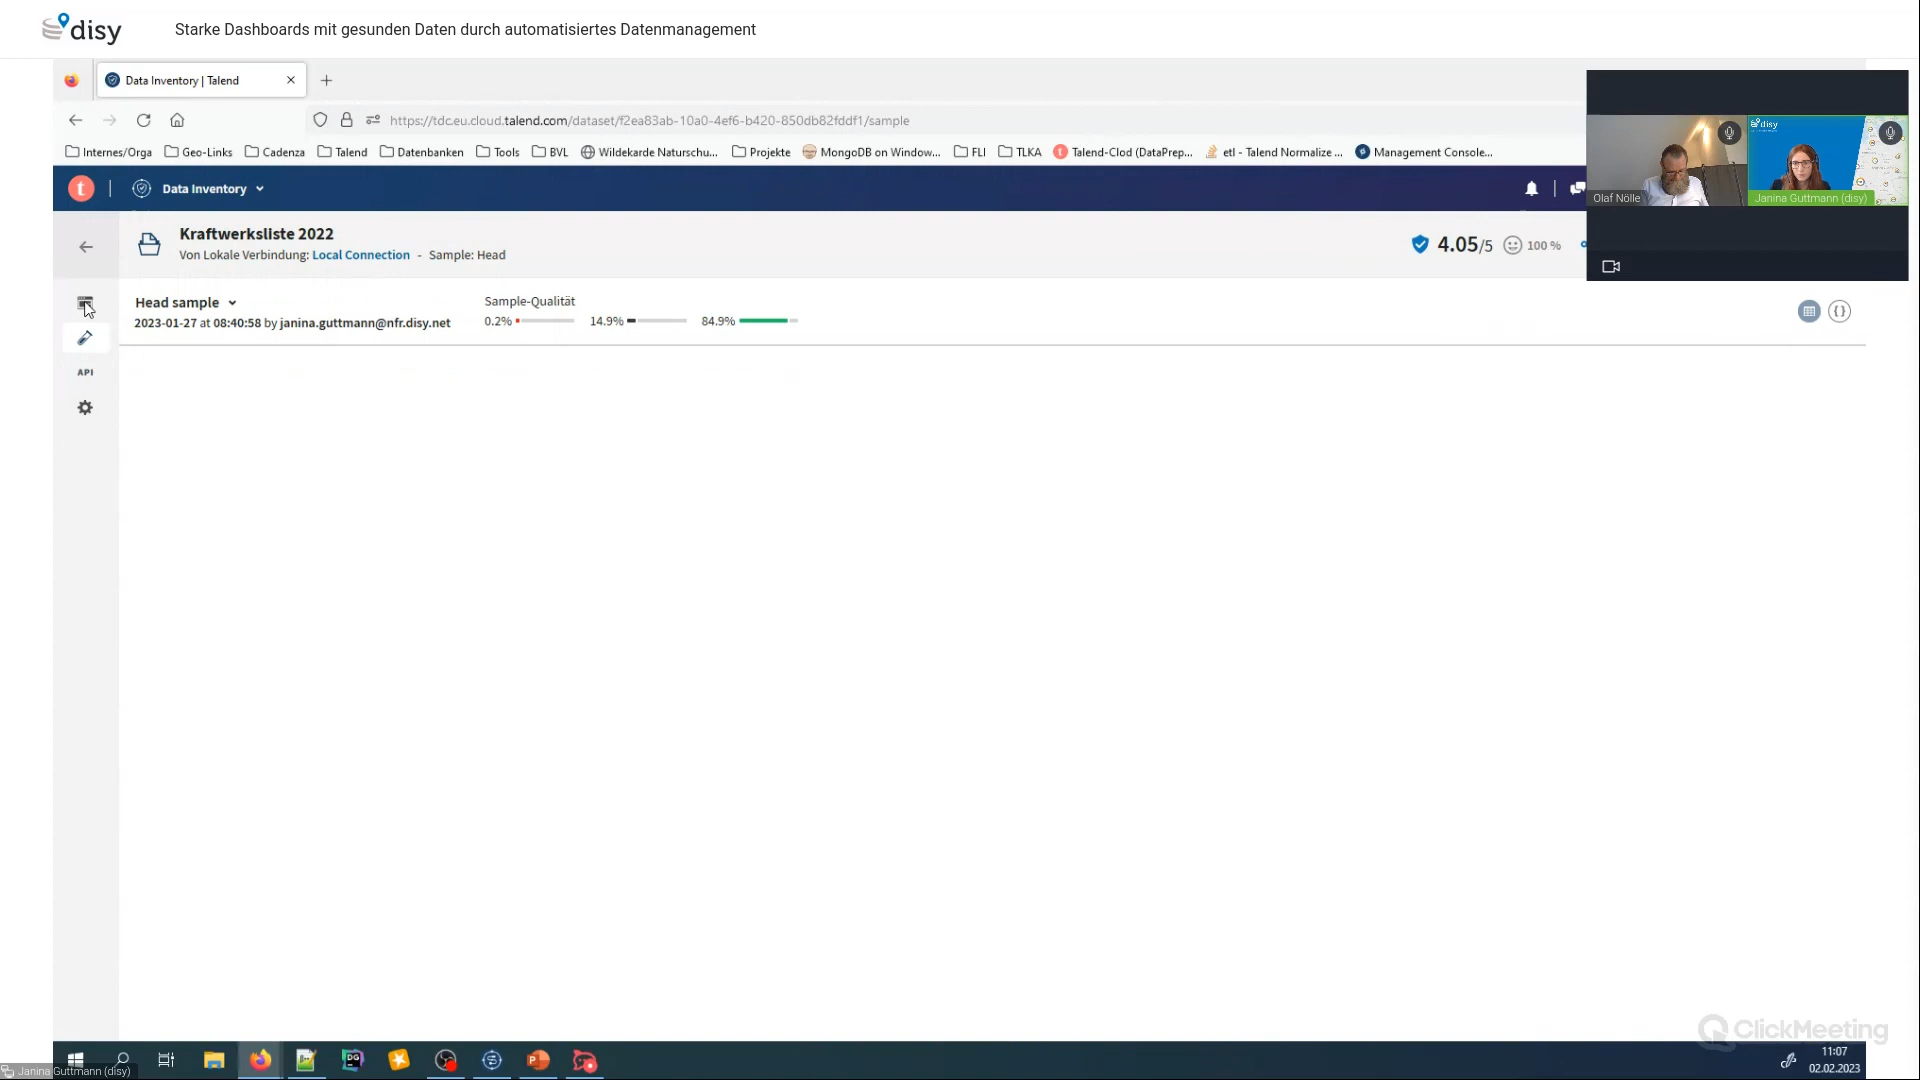 disy
Starke Dashboards mit gesunden Daten durch automatisiertes Datenmanagement
Data Inventory | Talend
https://tdc.eu.cloud.talend.com/dataset/f2ea83ab-10a0-4ef6-b420-850db82fddf1/sample
Internes/Orga Geo-Links Cadenza Talend Datenbanken Tools BVL Wildekarde Naturschu... Projekte MongoDB on Window... FLI TLKA Talend-Clod (DataPrep... etl - Talend Normalize ... Management Console...
disy
Olaf Nölle
Janina Guttmann (disy)
t Data Inventory
Kraftwerksliste 2022
Von Lokale Verbindung: Local Connection - Sample: Head
4.05/5 100 %
Head sample
2023-01-27 at 08:40:58 by janina.guttmann@nfr.disy.net
Sample-Qualität
0.2% 14.9% 84.9%
{}
API
ClickMeeting
DG
P
11:07
02.02.2023
Janina Guttmann (disy)